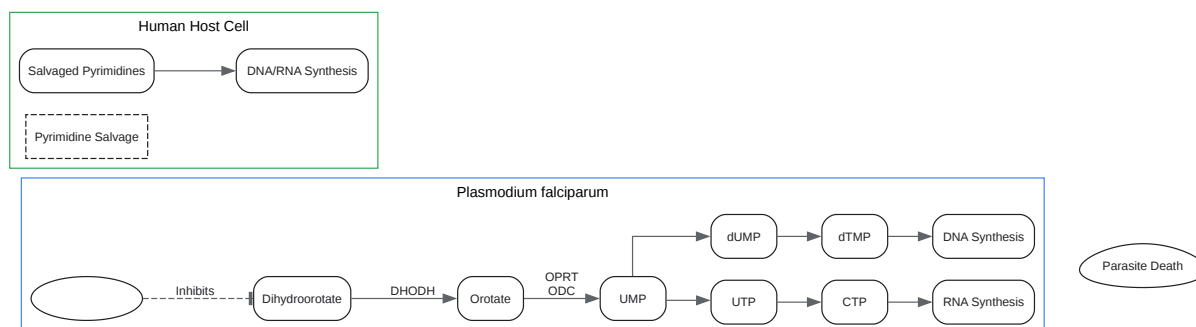 Human Host Cell
Salvaged Pyrimidines
DNA/RNA Synthesis
Pyrimidine Salvage
Plasmodium falciparum
dUMP
dTMP
DNA Synthesis
Parasite Death
Inhibits
Dihydroorotate
DHODH
Orotate
OPRT
ODC
UMP
UTP
CTP
RNA Synthesis